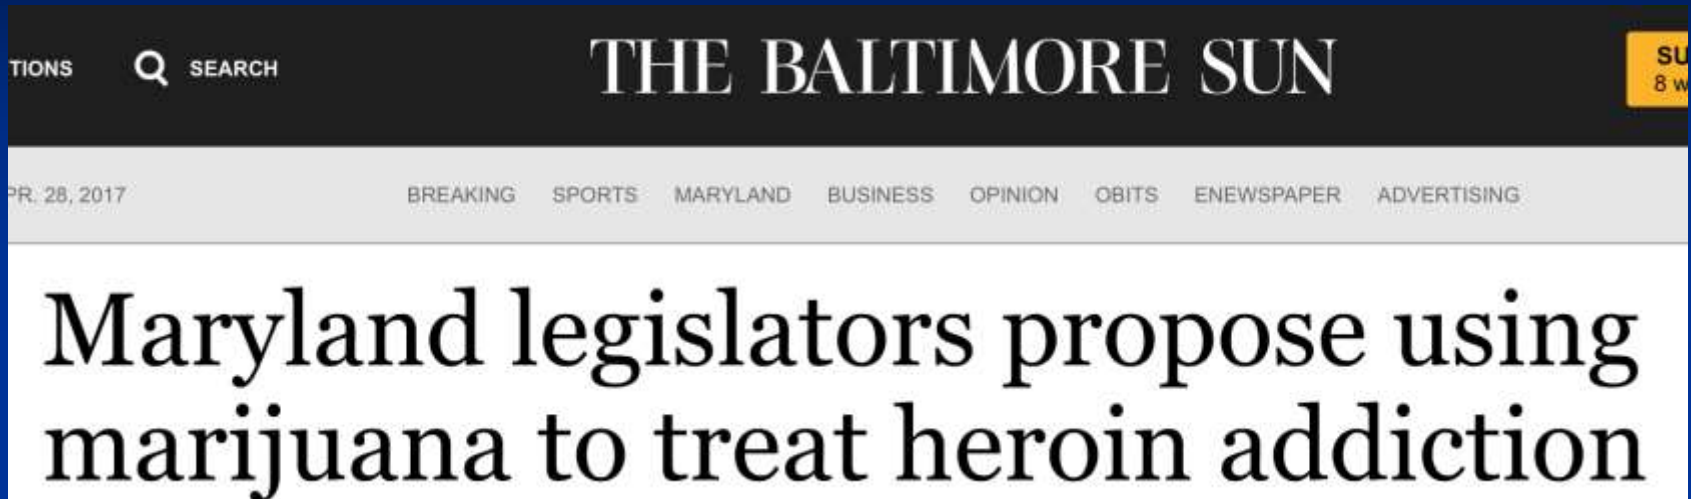 TIONS SEARCH THE BALTIMORE SUN SU
8 w
PR. 28, 2017 BREAKING SPORTS MARYLAND BUSINESS OPINION OBITS ENEWSPAPER ADVERTISING
Maryland legislators propose using
marijuana to treat heroin addiction